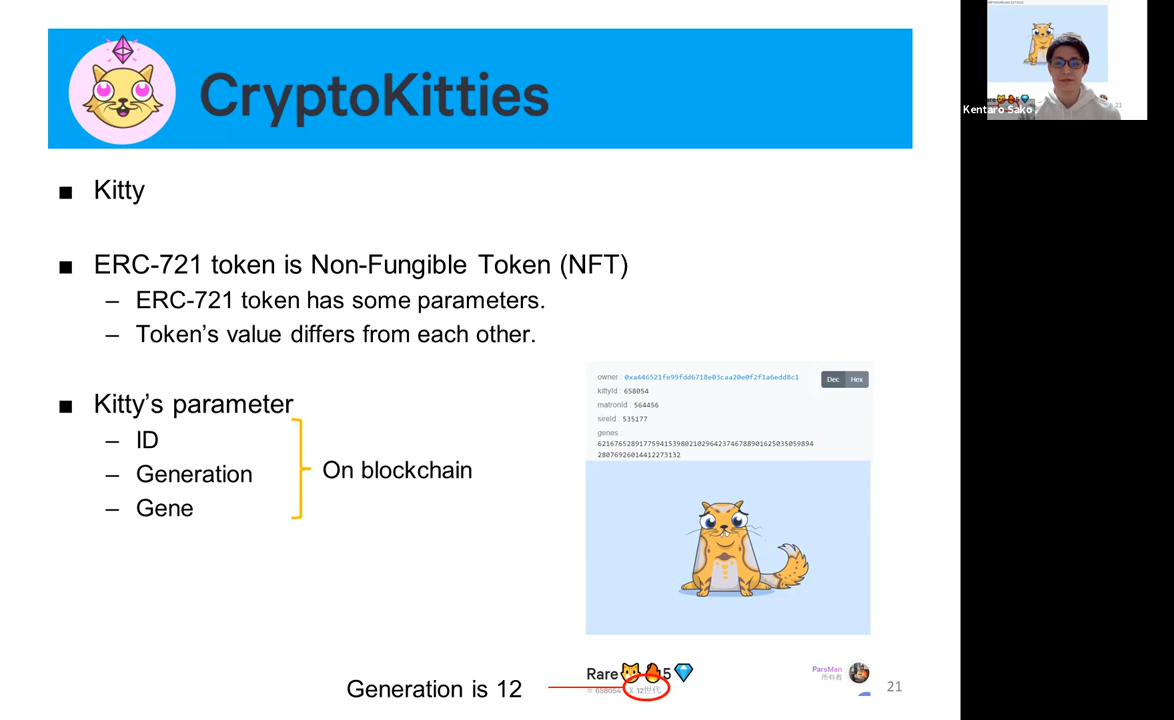 CryptoKitties
■ Kitty
■ ERC-721 token is Non-Fungible Token (NFT)
– ERC-721 token has some parameters.
– Token's value differs from each other.
■ Kitty's parameter
– ID
– Generation
– Gene
On blockchain
owner : 0xa446521fe99fdd6718e03caa20e0f2f1a6edd8c1
Dec Hex
kittyId : 658054
matronId : 564456
sireId : 535177
genes :
6216765289177594153980210296423746788901625035059894
28076926014412273132
Rare🐱🔥15💎
ParsMan
所有者
# 658054 12世代
Generation is 12
21
Kentaro Sako